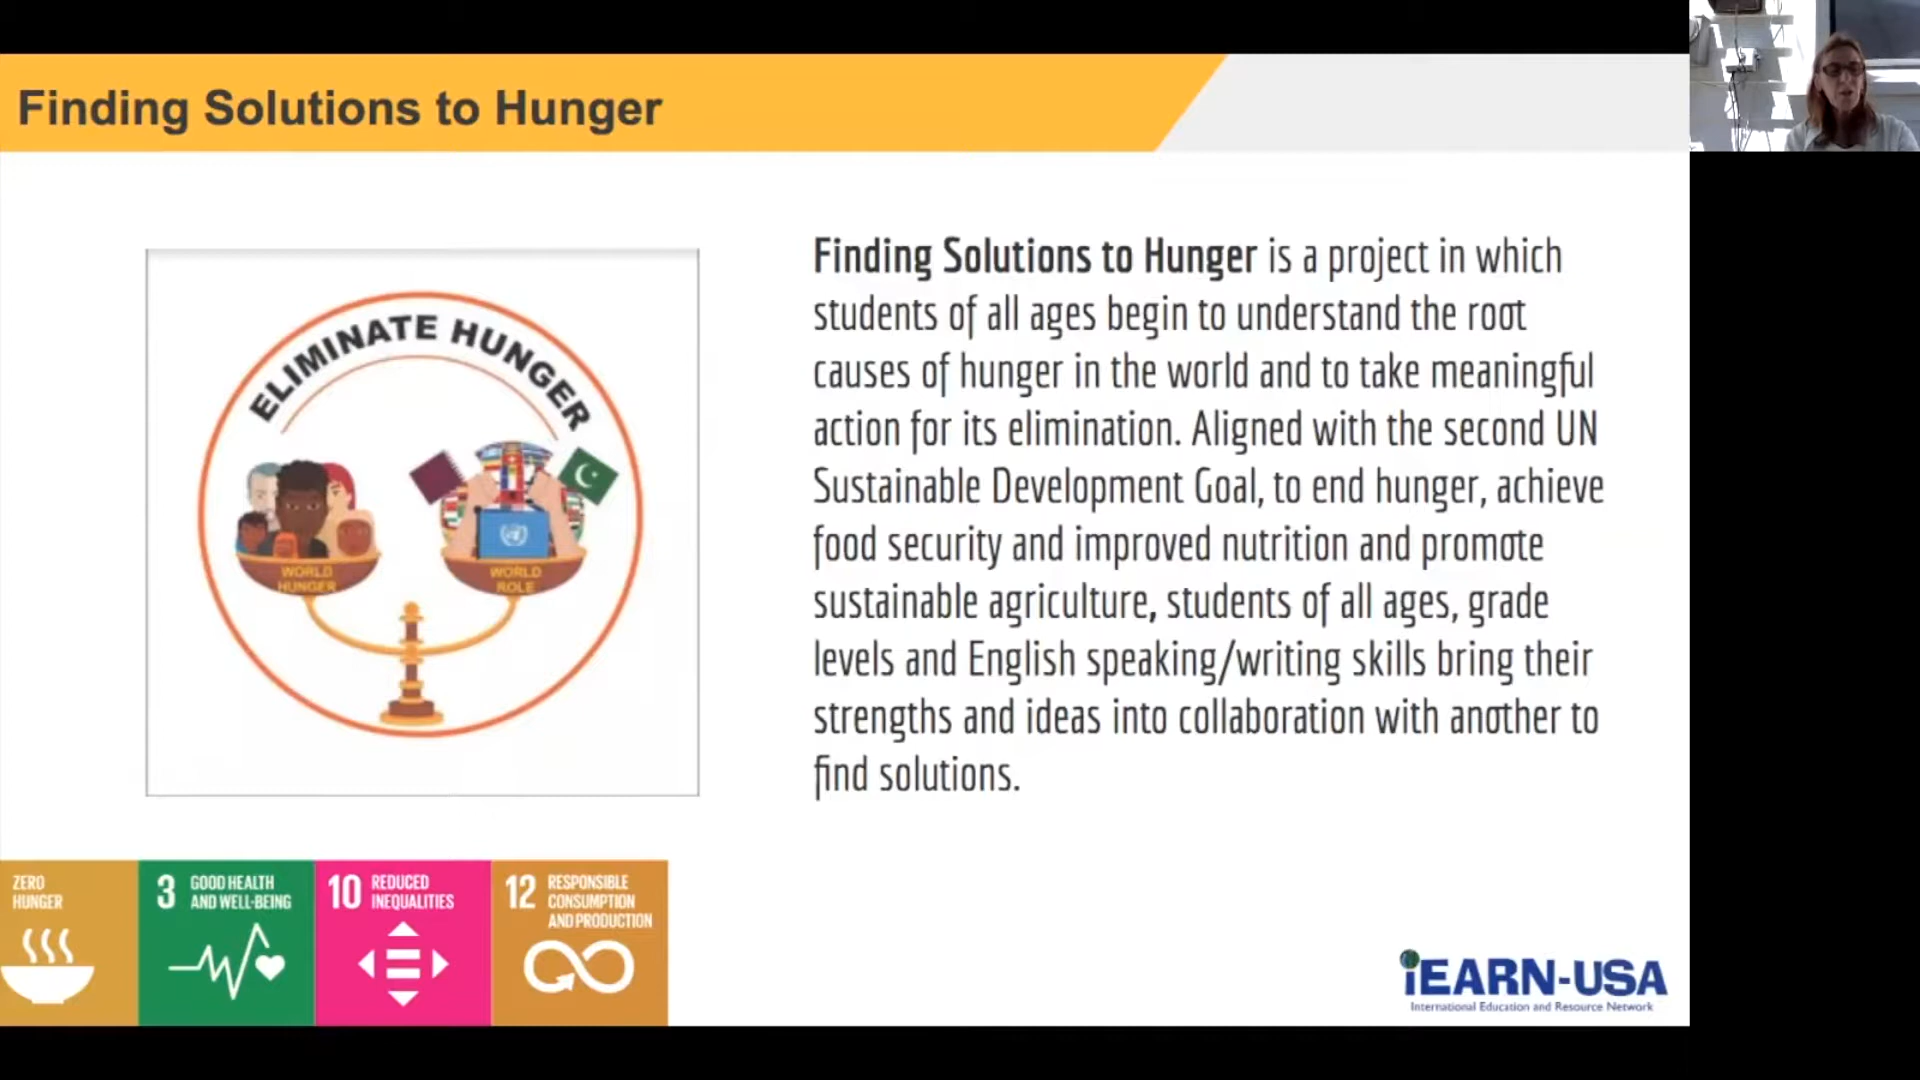 Finding Solutions to Hunger
ELIMINATE HUNGER
WORLD
HUNGER
WORLD
ROLE
Finding Solutions to Hunger is a project in which
students of all ages begin to understand the root
causes of hunger in the world and to take meaningful
action for its elimination. Aligned with the second UN
Sustainable Development Goal, to end hunger, achieve
food security and improved nutrition and promote
sustainable agriculture, students of all ages, grade
levels and English speaking/writing skills bring their
strengths and ideas into collaboration with another to
find solutions.
ZERO
HUNGER
3 GOOD HEALTH
AND WELL-BEING
10 REDUCED
INEQUALITIES
12 RESPONSIBLE
CONSUMPTION
AND PRODUCTION
iEARN-USA
International Education and Resource Network